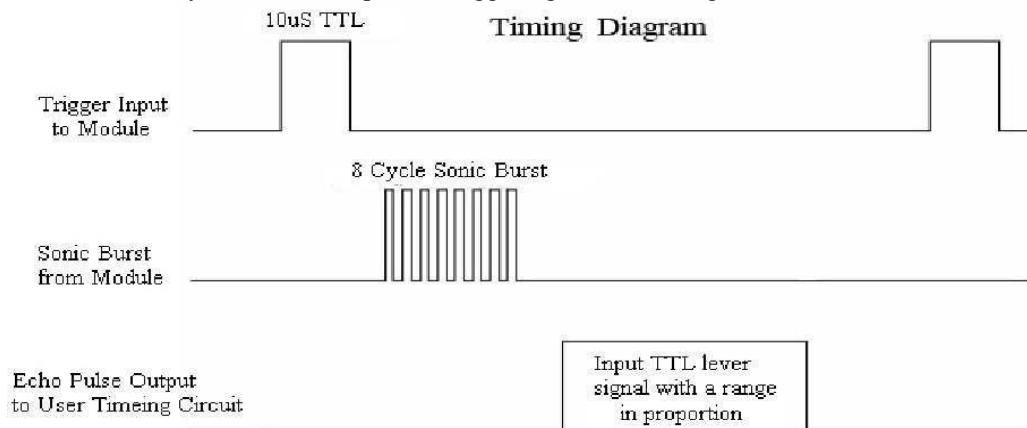 10uS TTL
Timing Diagram
Trigger Input
to Module
8 Cycle Sonic Burst
Sonic Burst
from Module
Echo Pulse Output
to User Timeing Circuit
Input TTL lever
signal with a range
in proportion